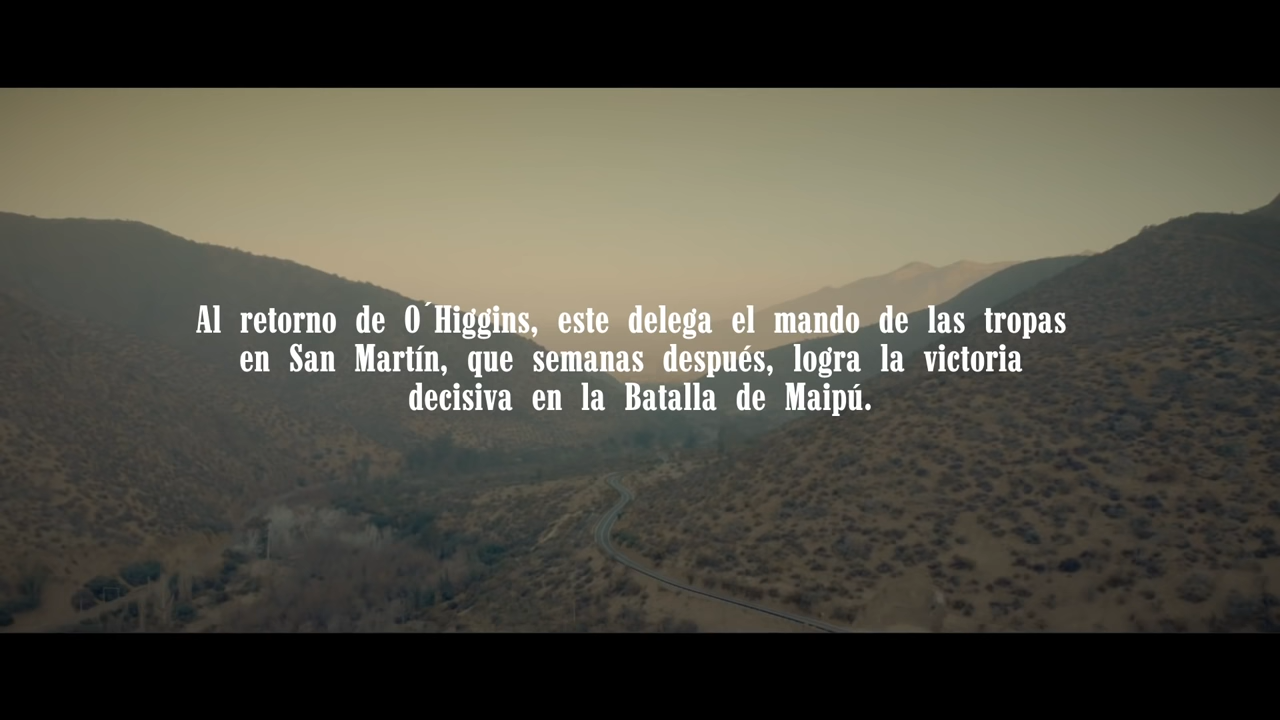 Al retorno de O´Higgins, este delega el mando de las tropas
en San Martín, que semanas después, logra la victoria
decisiva en la Batalla de Maipú.